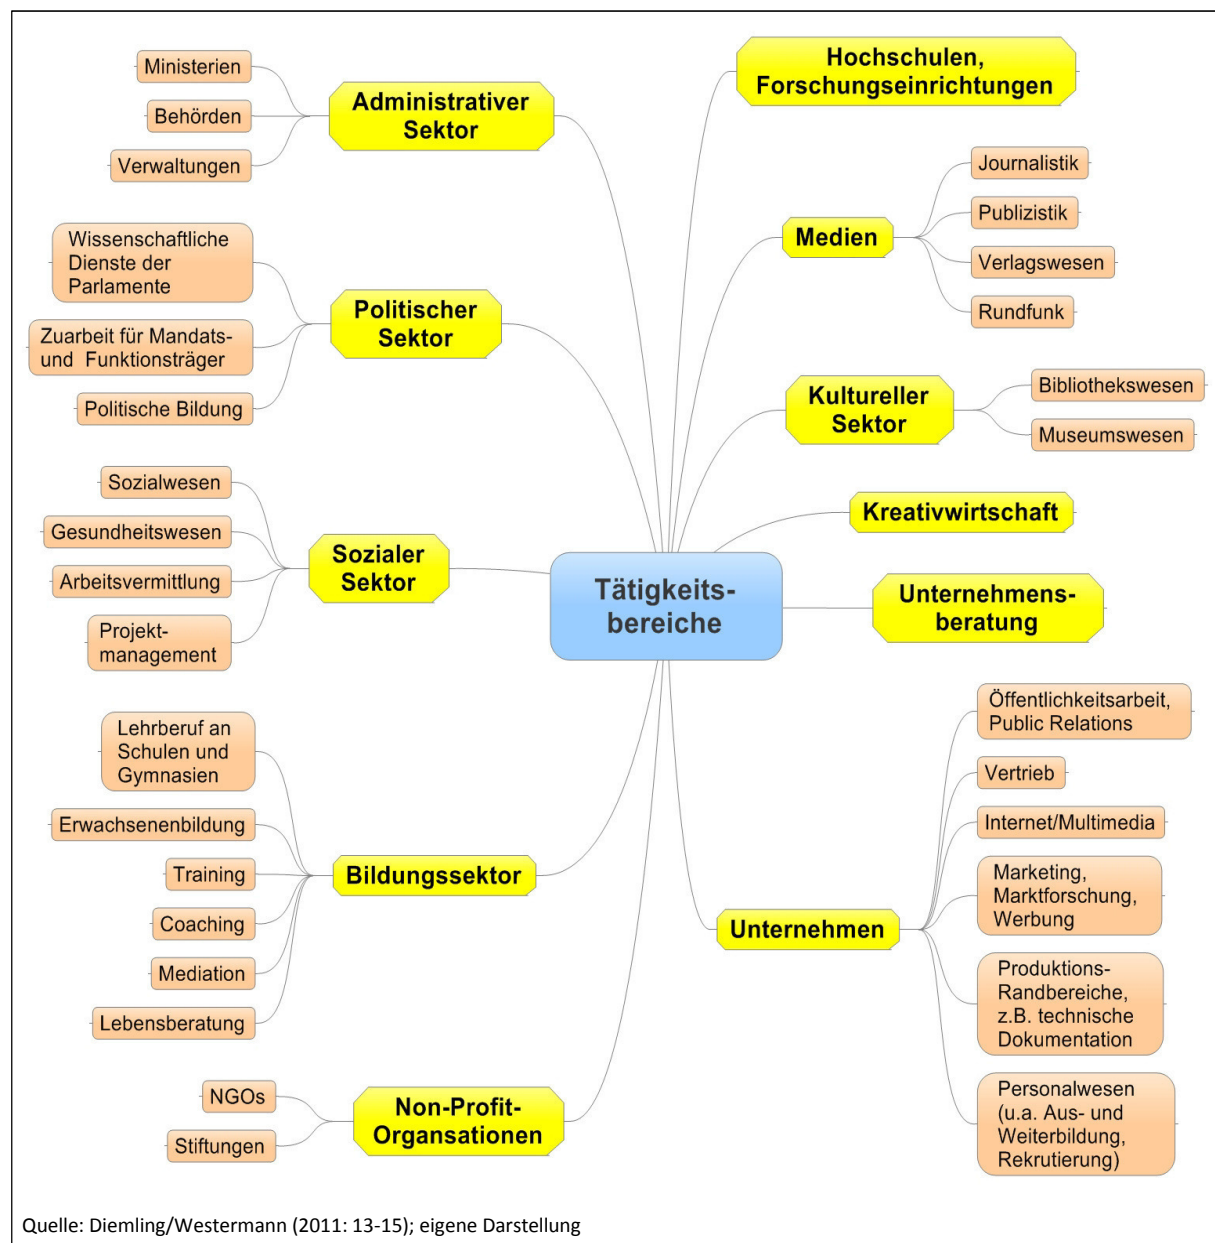 Tätigkeits-
bereiche
Administrativer
Sektor
Ministerien
Behörden
Verwaltungen
Politischer
Sektor
Wissenschaftliche
Dienste der
Parlamente
Zuarbeit für Mandats-
und  Funktionsträger
Politische Bildung
Sozialer
Sektor
Sozialwesen
Gesundheitswesen
Arbeitsvermittlung
Projekt-
management
Bildungssektor
Lehrberuf an
Schulen und
Gymnasien
Erwachsenenbildung
Training
Coaching
Mediation
Lebensberatung
Non-Profit-
Organsationen
NGOs
Stiftungen
Hochschulen,
Forschungseinrichtungen
Medien
Journalistik
Publizistik
Verlagswesen
Rundfunk
Kultureller
Sektor
Bibliothekswesen
Museumswesen
Kreativwirtschaft
Unternehmens-
beratung
Unternehmen
Öffentlichkeitsarbeit,
Public Relations
Vertrieb
Internet/Multimedia
Marketing,
Marktforschung,
Werbung
Produktions-
Randbereiche,
z.B. technische
Dokumentation
Personalwesen
(u.a. Aus- und
Weiterbildung,
Rekrutierung)
Quelle: Diemling/Westermann (2011: 13-15); eigene Darstellung